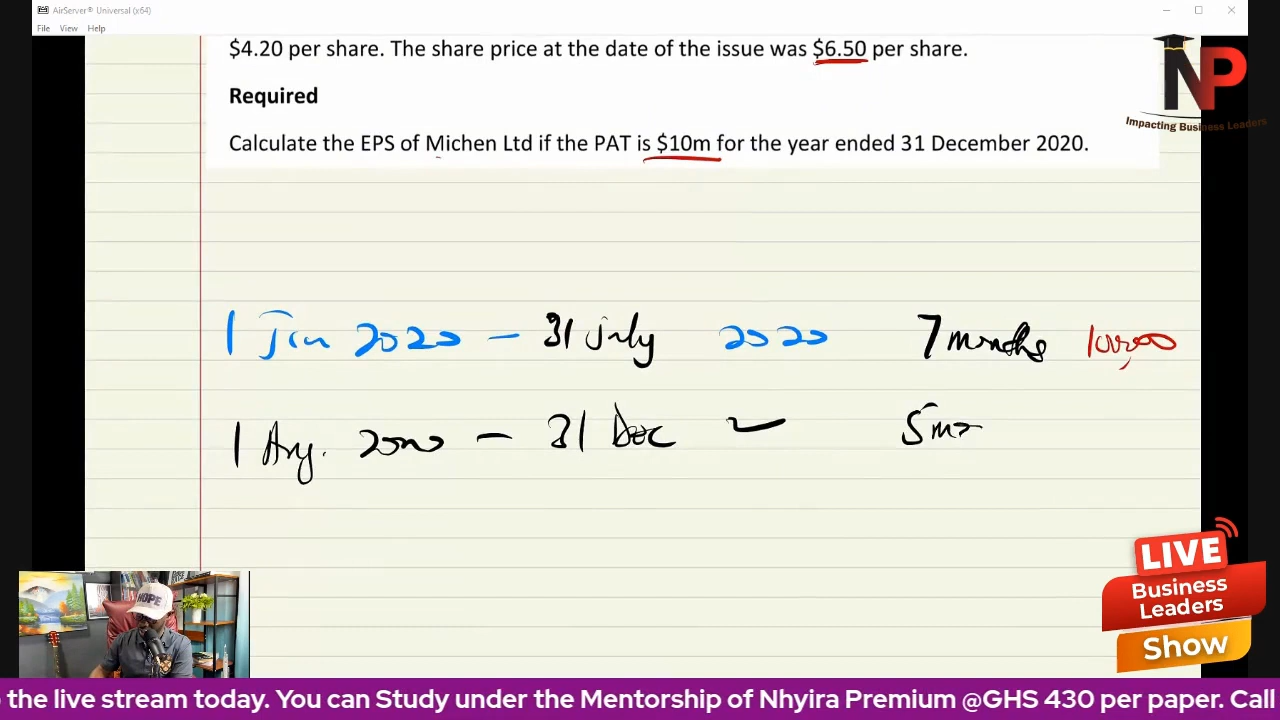 AirServer® Universal (x64)
File View Help
$4.20 per share. The share price at the date of the issue was $6.50 per share.
NP
Impacting Business Leaders
Required
Calculate the EPS of Michen Ltd if the PAT is $10m for the year ended 31 December 2020.
1 Jan 2020 – 31 July 2020 7 months
1 Aug. 2020 – 31 Dec 5
HOPE
LIVE
Business
Leaders
Show
the live stream today. You can Study under the Mentorship of Nhyira Premium @GHS 430 per paper. Call